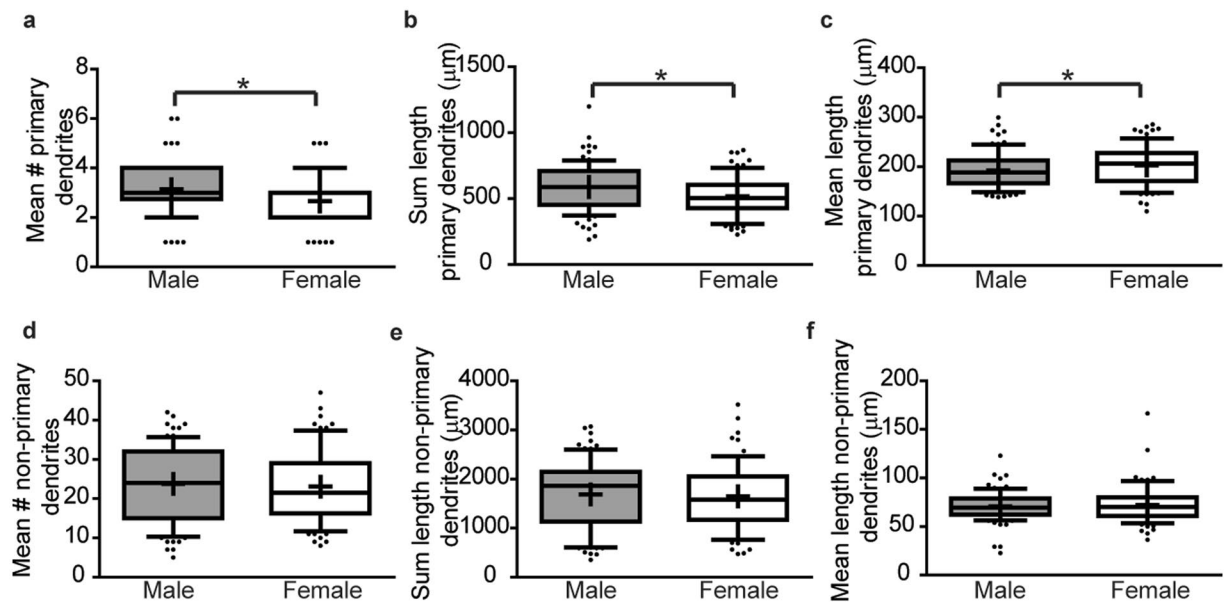 a
Mean # primary
dendrites
8
6
4
2
0
*
Male
Female
b
Sum length
primary dendrites (μm)
1500
1000
500
0
*
Male
Female
c
Mean length
primary dendrites (μm)
400
300
200
100
0
*
Male
Female
d
Mean # non-primary
dendrites
50
40
30
20
10
0
Male
Female
e
Sum length non-primary
dendrites (μm)
4000
3000
2000
1000
0
Male
Female
f
Mean length non-primary
dendrites (μm)
200
150
100
50
0
Male
Female